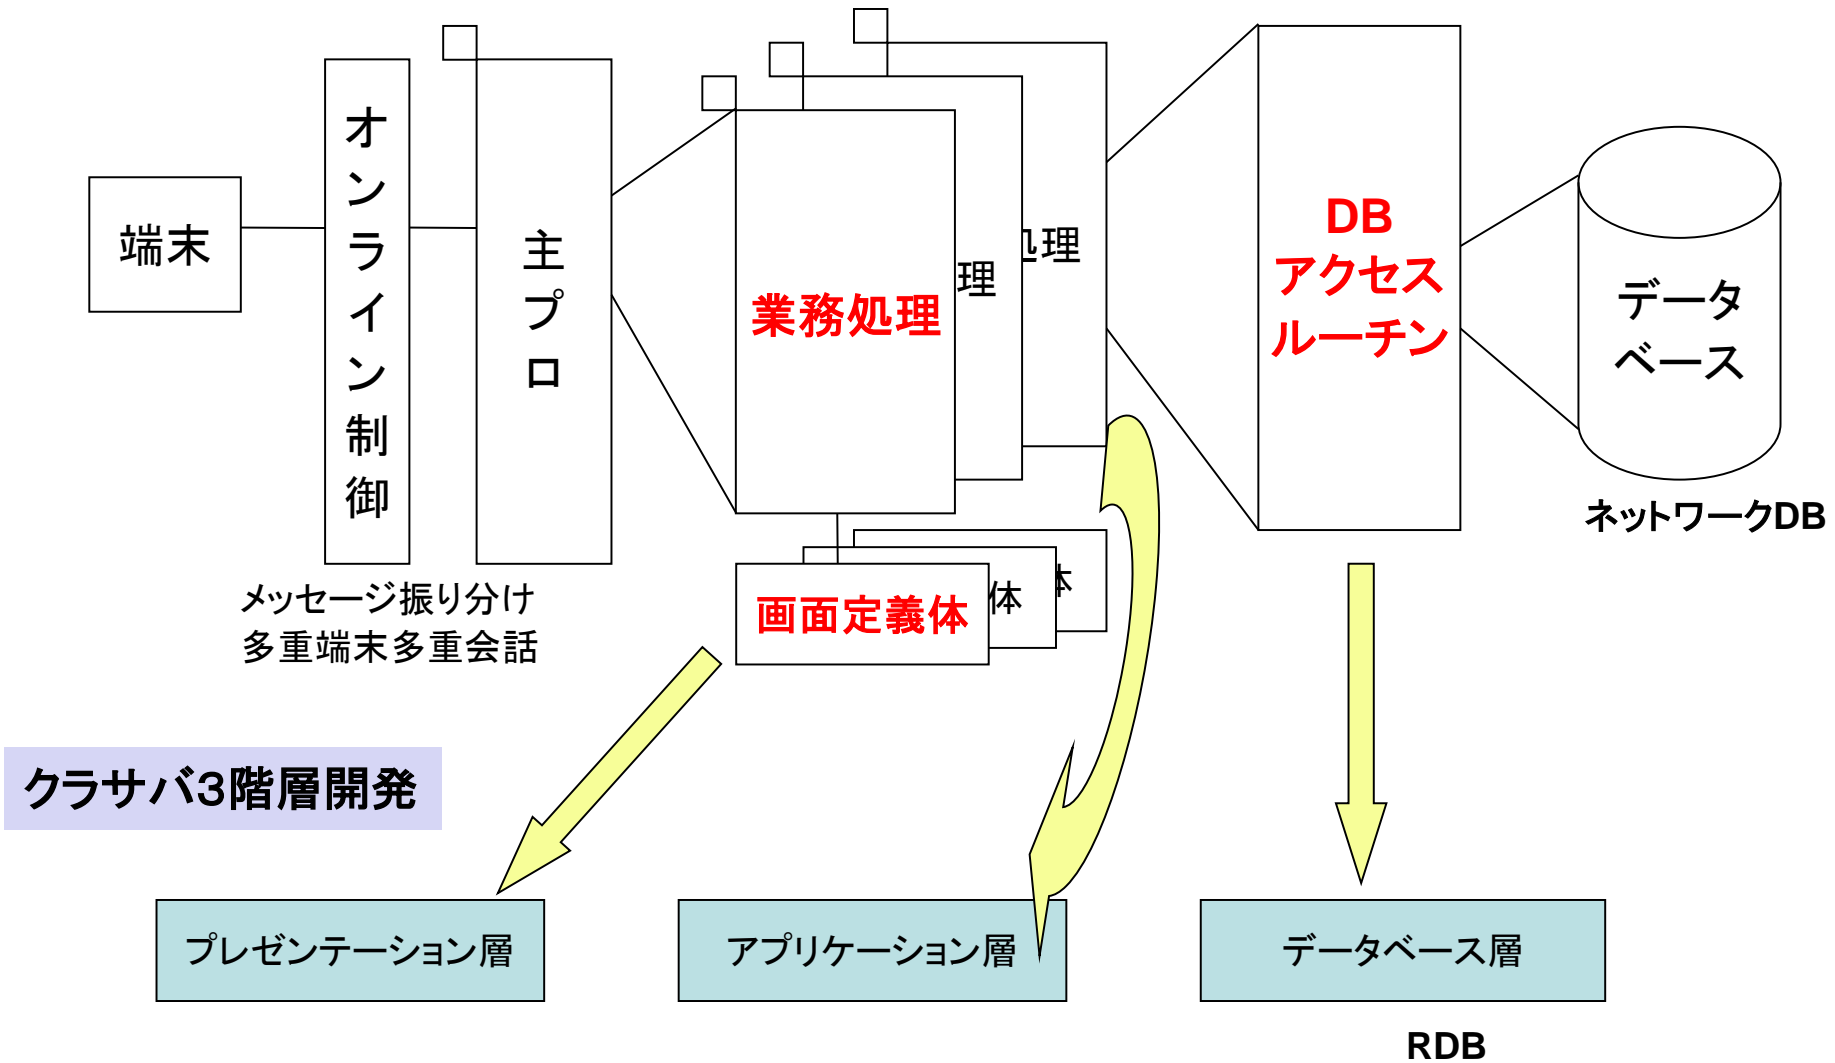 端末
オンライン制御
主プロ
業務処理
理
処理
DB
アクセス
ルーチン
データ
ベース
ネットワークDB
メッセージ振り分け
多重端末多重会話
画面定義体
体
体
クラサバ3階層開発
プレゼンテーション層
アプリケーション層
データベース層
RDB